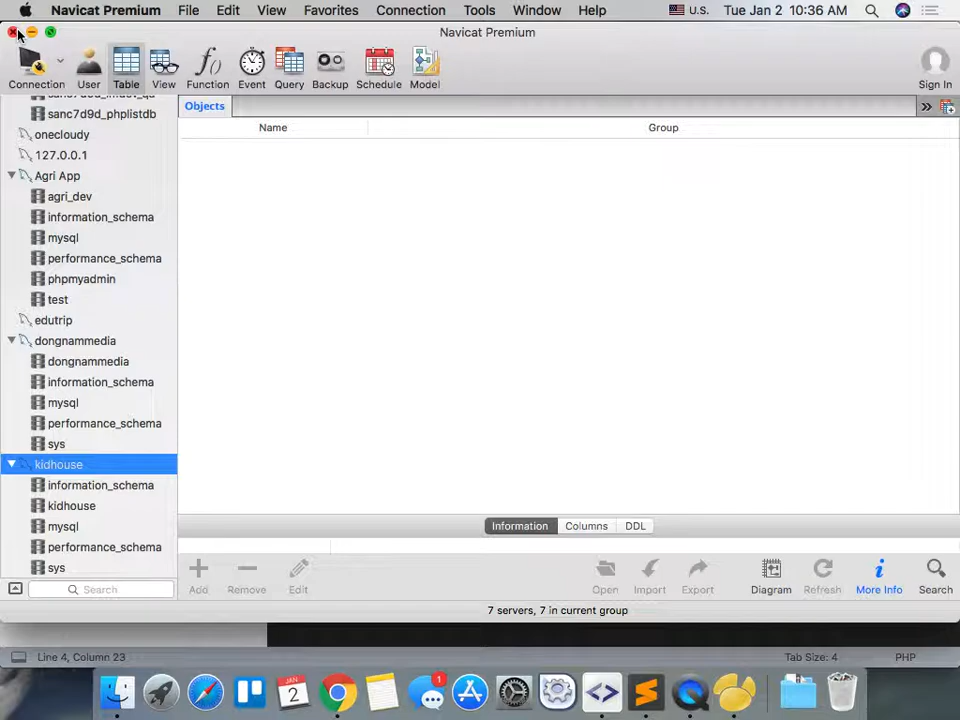 Navicat Premium File Edit View Favorites Connection Tools Window Help U.S. Tue Jan 2 10:36 AM
Navicat Premium
Connection User Table View Function Event Query Backup Schedule Model Sign In
sanc7d9d_phplistdb
onecloudy
127.0.0.1
Agri App
agri_dev
information_schema
mysql
performance_schema
phpmyadmin
test
edutrip
dongnammedia
dongnammedia
information_schema
mysql
performance_schema
sys
kidhouse
information_schema
kidhouse
mysql
performance_schema
sys
Search
Objects
Name Group
Information Columns DDL
Add Remove Edit Open Import Export Diagram Refresh More Info Search
7 servers, 7 in current group
Line 4, Column 23 Tab Size: 4 PHP
JAN
2
1